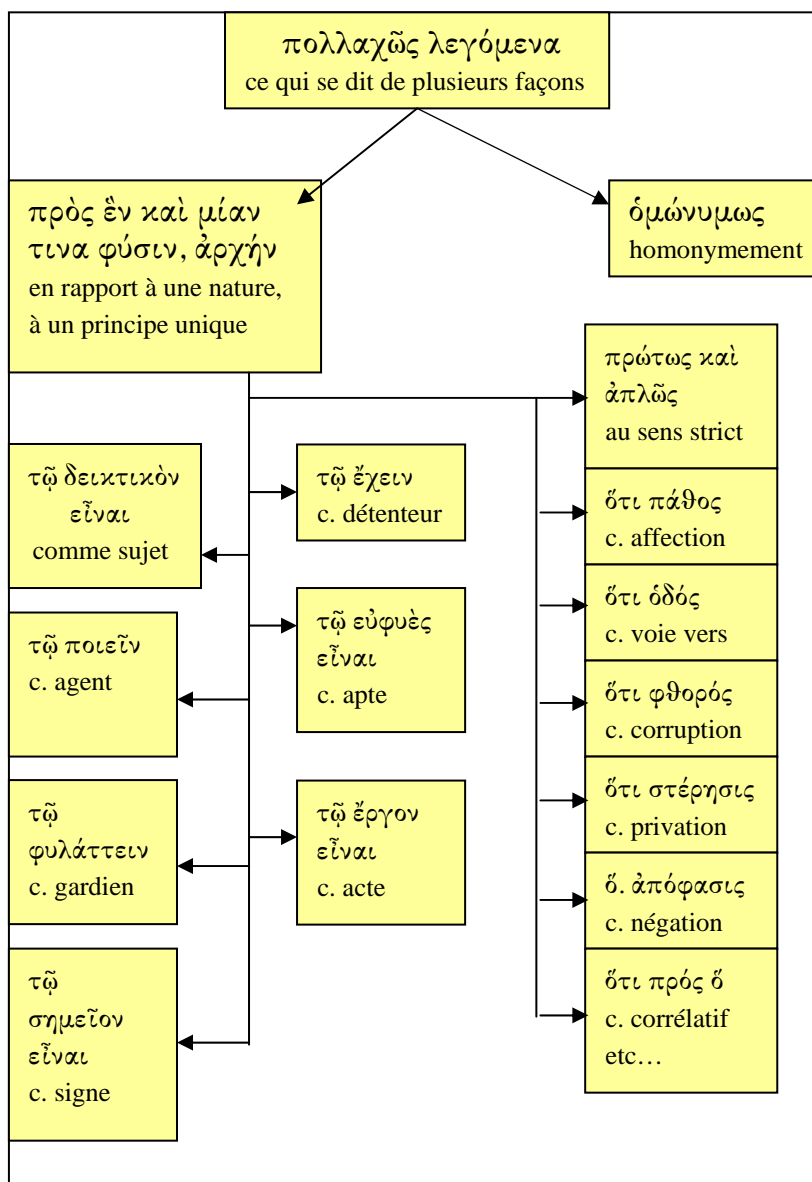 πολλαχῶς λεγόμενα
ce qui se dit de plusieurs façons
πρὸς ἓν καὶ μίαν
τινα φύσιν, ἀρχήν
en rapport à une nature,
à un principe unique
ὁμώνυμως
homonymement
τῷ δεικτικὸν
εἶναι
comme sujet
τῷ ποιεῖν
c. agent
τῷ
φυλάττειν
c. gardien
τῷ
σημεῖον
εἶναι
c. signe
τῷ ἔχειν
c. détenteur
τῷ εὐφυὲς
εἶναι
c. apte
τῷ ἔργον
εἶναι
c. acte
πρώτως καὶ
ἁπλῶς
au sens strict
ὅτι πάθος
c. affection
ὅτι ὁδός
c. voie vers
ὅτι φθορός
c. corruption
ὅτι στέρησις
c. privation
ὅ. ἀπόφασις
c. négation
ὅτι πρός ὅ
c. corrélatif
etc…